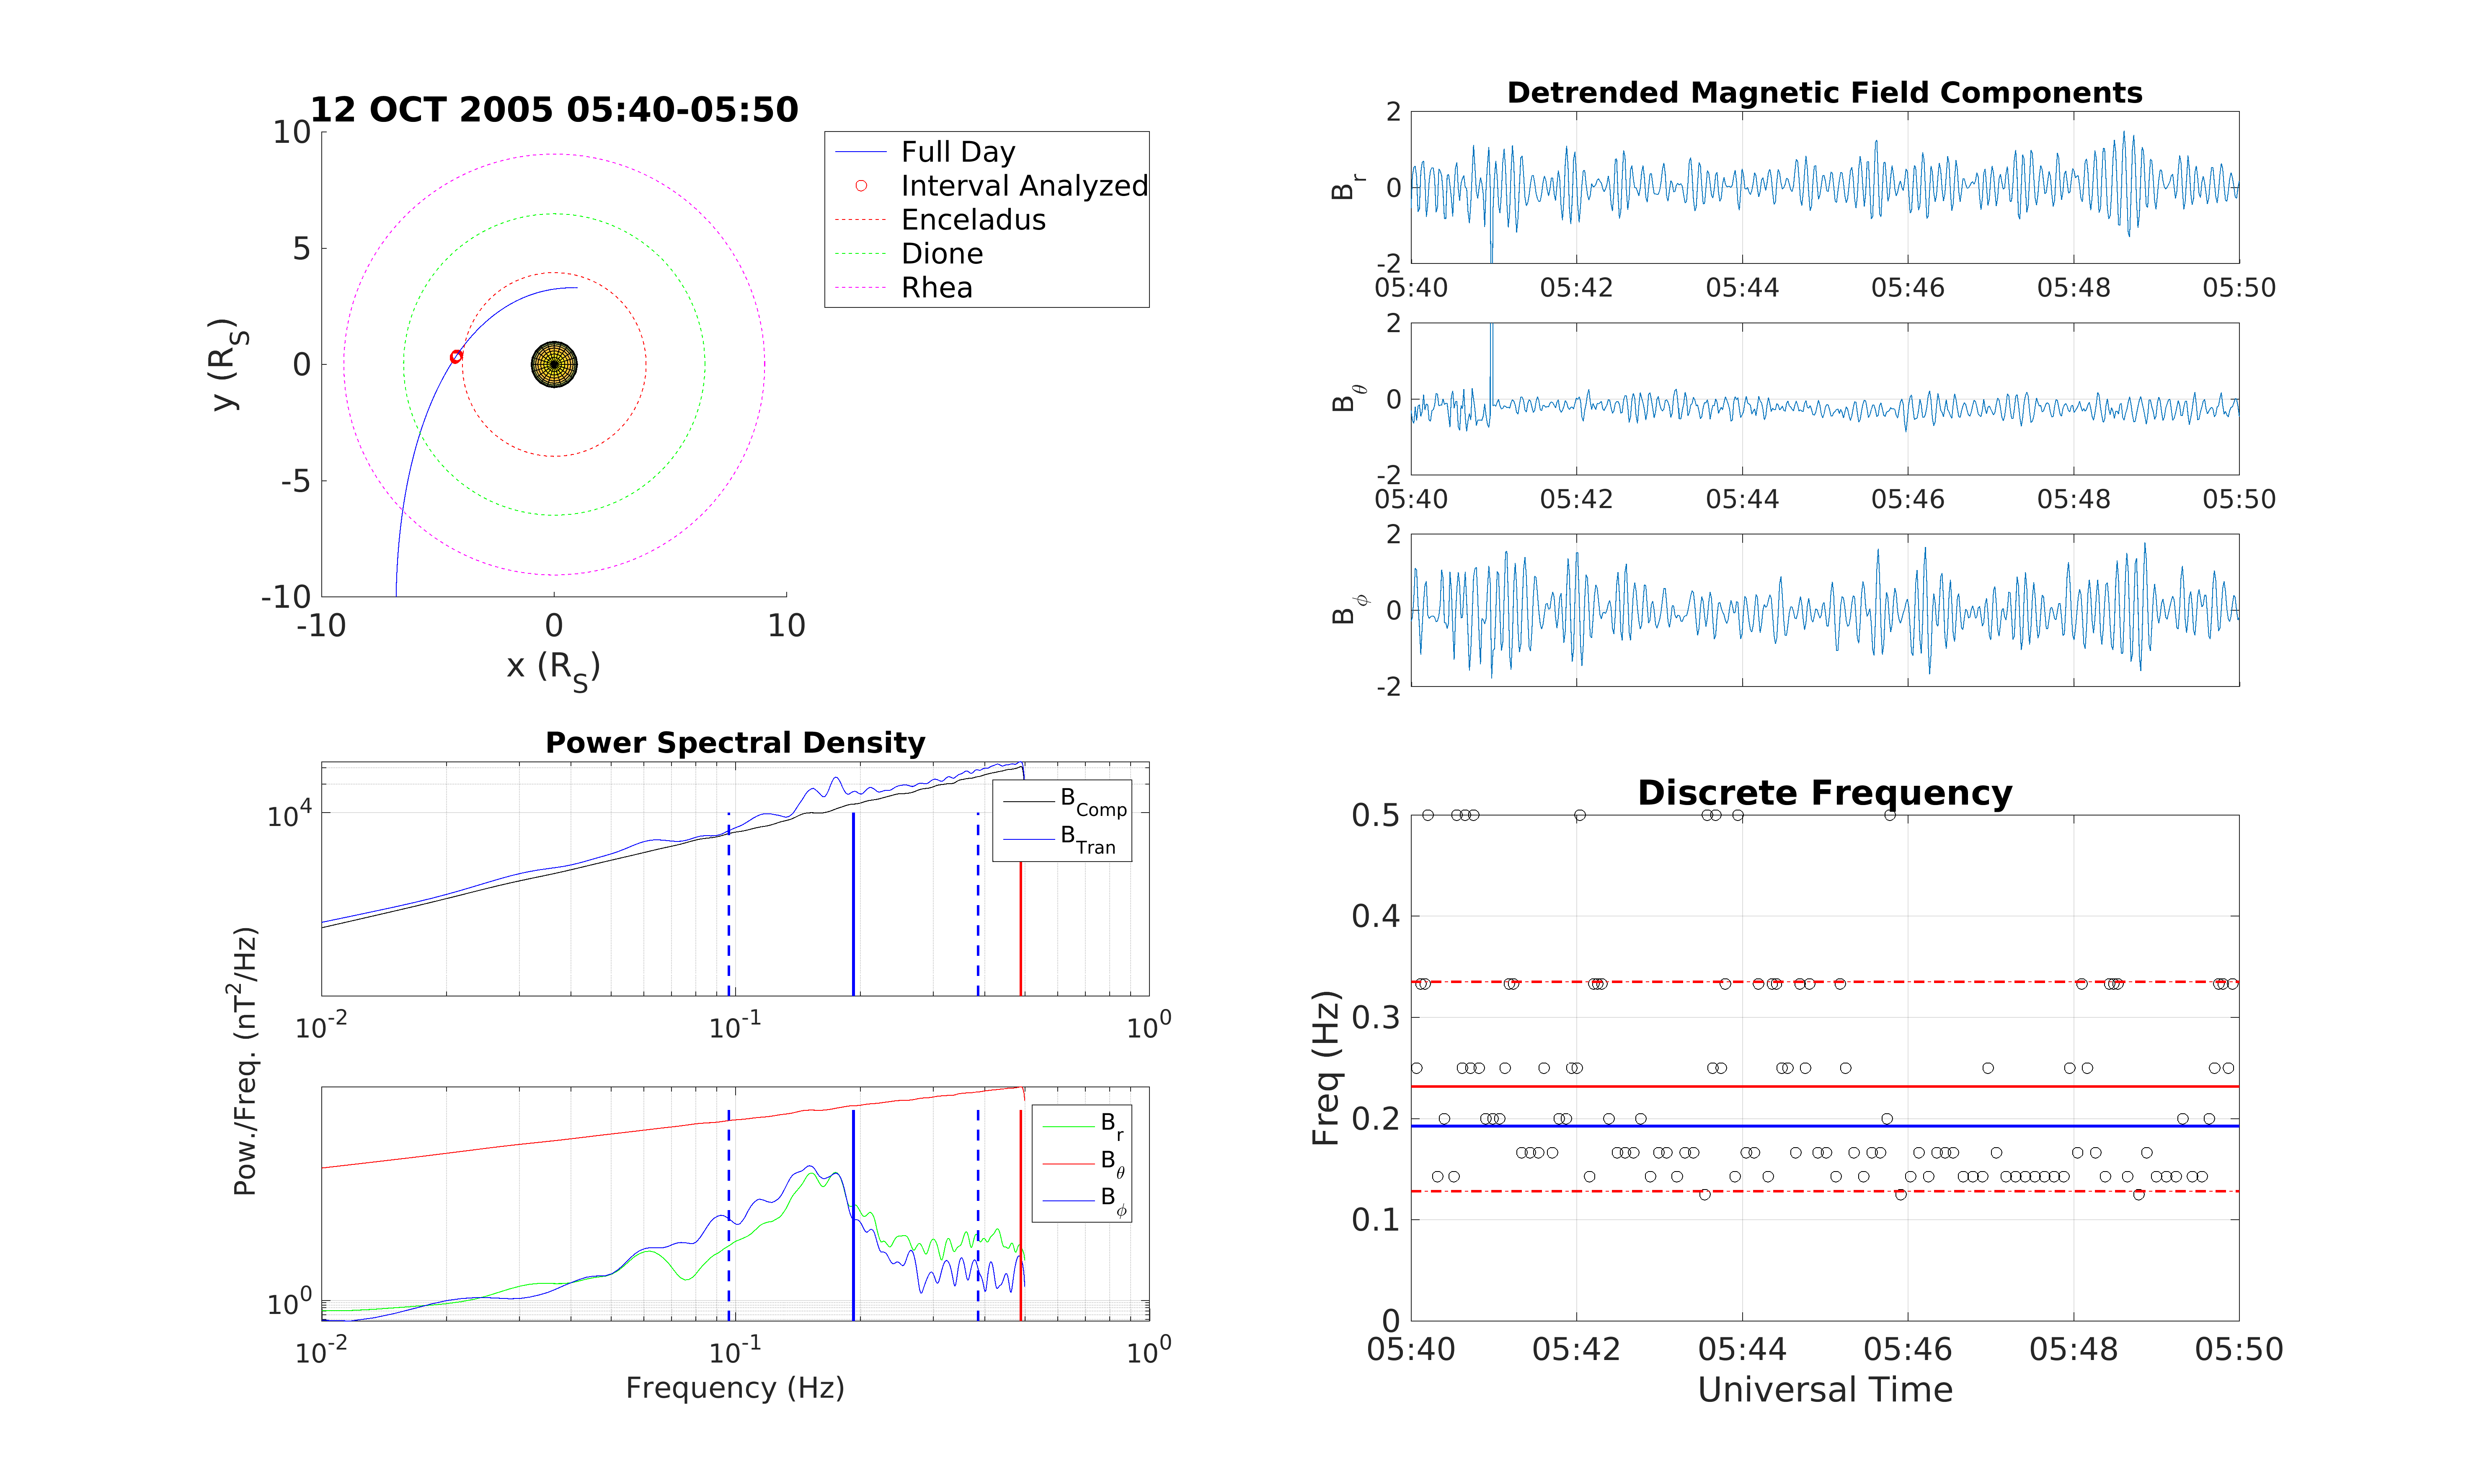 12 OCT 2005 05:40-05:50
10
5
0
-5
-10
-10 0 10
y (R_S)
x (R_S)
Full Day
Interval Analyzed
Enceladus
Dione
Rhea
Detrended Magnetic Field Components
2
0
-2
B_r
05:40 05:42 05:44 05:46 05:48 05:50
2
0
-2
B_θ
05:40 05:42 05:44 05:46 05:48 05:50
2
0
-2
B_ϕ
Power Spectral Density
10^4
B_Comp
B_Tran
10^-2 10^-1 10^0
Pow./Freq. (nT^2/Hz)
B_r
B_θ
B_ϕ
10^0
10^-2 10^-1 10^0
Frequency (Hz)
Discrete Frequency
0.5
0.4
0.3
0.2
0.1
0
Freq (Hz)
05:40 05:42 05:44 05:46 05:48 05:50
Universal Time